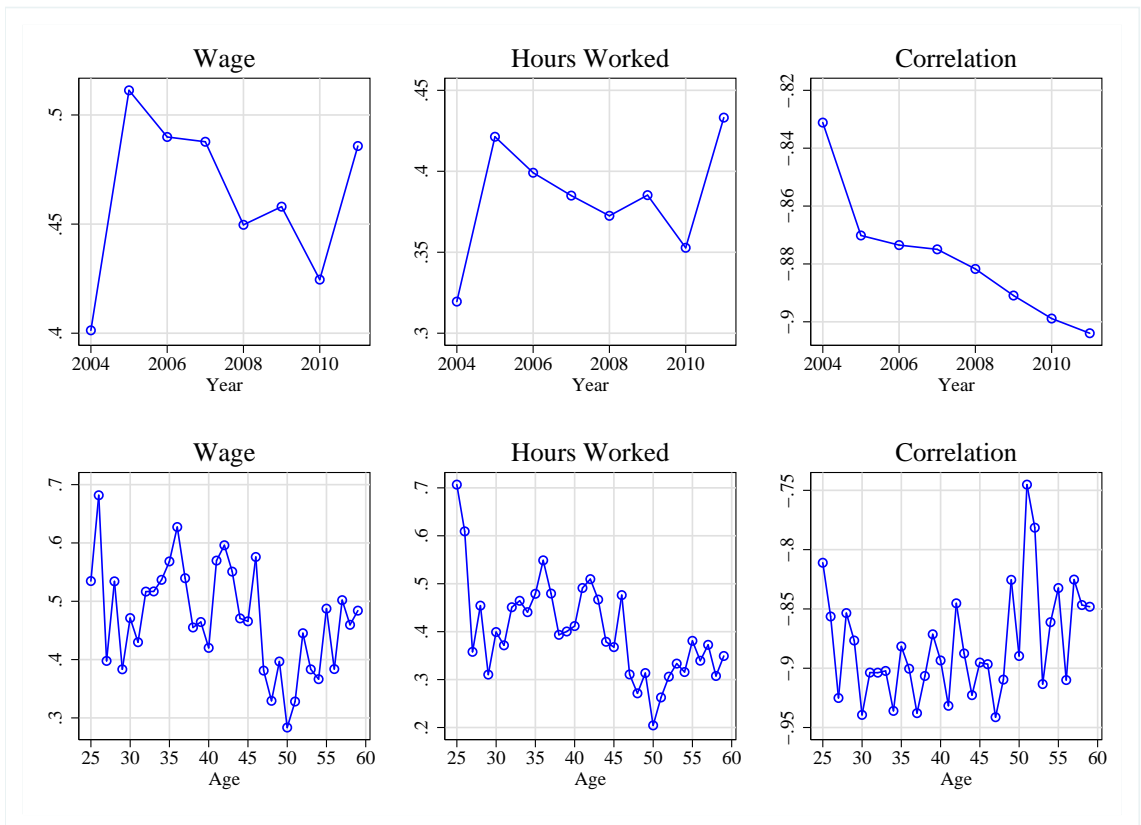 Wage
.5
.45
.4
2004 2006 2008 2010
Year
Hours Worked
.45
.4
.35
.3
2004 2006 2008 2010
Year
Correlation
-.82
-.84
-.86
-.88
-.9
2004 2006 2008 2010
Year
Wage
.7
.6
.5
.4
.3
25 30 35 40 45 50 55 60
Age
Hours Worked
.7
.6
.5
.4
.3
.2
25 30 35 40 45 50 55 60
Age
Correlation
-.75
-.8
-.85
-.9
-.95
25 30 35 40 45 50 55 60
Age